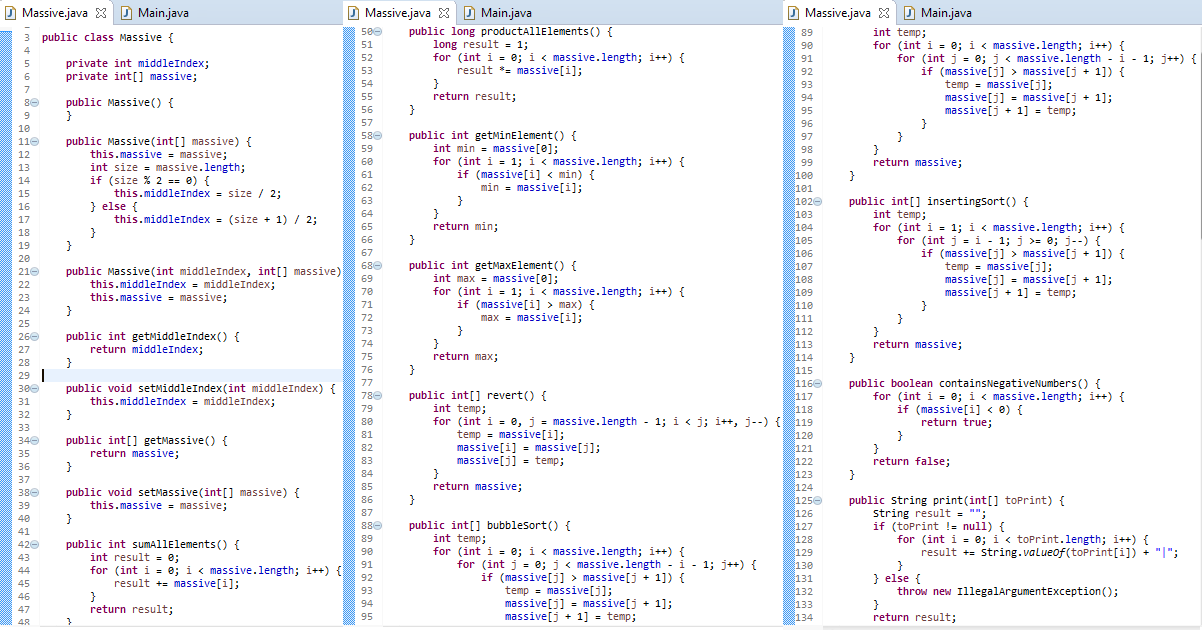 Massive.java Main.java
3 public class Massive {
4
5     private int middleIndex;
6     private int[] massive;
7
8     public Massive() {
9     }
10
11     public Massive(int[] massive) {
12         this.massive = massive;
13         int size = massive.length;
14         if (size % 2 == 0) {
15             this.middleIndex = size / 2;
16         } else {
17             this.middleIndex = (size + 1) / 2;
18         }
19     }
20
21     public Massive(int middleIndex, int[] massive)
22         this.middleIndex = middleIndex;
23         this.massive = massive;
24     }
25
26     public int getMiddleIndex() {
27         return middleIndex;
28     }
29
30     public void setMiddleIndex(int middleIndex) {
31         this.middleIndex = middleIndex;
32     }
33
34     public int[] getMassive() {
35         return massive;
36     }
37
38     public void setMassive(int[] massive) {
39         this.massive = massive;
40     }
41
42     public int sumAllElements() {
43         int result = 0;
44         for (int i = 0; i < massive.length; i++) {
45             result += massive[i];
46         }
47         return result;
48     }
Massive.java Main.java
50     public long productAllElements() {
51         long result = 1;
52         for (int i = 0; i < massive.length; i++) {
53             result *= massive[i];
54         }
55         return result;
56     }
57
58     public int getMinElement() {
59         int min = massive[0];
60         for (int i = 1; i < massive.length; i++) {
61             if (massive[i] < min) {
62                 min = massive[i];
63             }
64         }
65         return min;
66     }
67
68     public int getMaxElement() {
69         int max = massive[0];
70         for (int i = 1; i < massive.length; i++) {
71             if (massive[i] > max) {
72                 max = massive[i];
73             }
74         }
75         return max;
76     }
77
78     public int[] revert() {
79         int temp;
80         for (int i = 0, j = massive.length - 1; i < j; i++, j--) {
81             temp = massive[i];
82             massive[i] = massive[j];
83             massive[j] = temp;
84         }
85         return massive;
86     }
87
88     public int[] bubbleSort() {
89         int temp;
90         for (int i = 0; i < massive.length; i++) {
91             for (int j = 0; j < massive.length - i - 1; j++) {
92                 if (massive[j] > massive[j + 1]) {
93                     temp = massive[j];
94                     massive[j] = massive[j + 1];
95                     massive[j + 1] = temp;
Massive.java Main.java
89         int temp;
90         for (int i = 0; i < massive.length; i++) {
91             for (int j = 0; j < massive.length - i - 1; j++) {
92                 if (massive[j] > massive[j + 1]) {
93                     temp = massive[j];
94                     massive[j] = massive[j + 1];
95                     massive[j + 1] = temp;
96                 }
97             }
98         }
99         return massive;
100     }
101
102     public int[] insertingSort() {
103         int temp;
104         for (int i = 1; i < massive.length; i++) {
105             for (int j = i - 1; j >= 0; j--) {
106                 if (massive[j] > massive[j + 1]) {
107                     temp = massive[j];
108                     massive[j] = massive[j + 1];
109                     massive[j + 1] = temp;
110                 }
111             }
112         }
113         return massive;
114     }
115
116     public boolean containsNegativeNumbers() {
117         for (int i = 0; i < massive.length; i++) {
118             if (massive[i] < 0) {
119                 return true;
120             }
121         }
122         return false;
123     }
124
125     public String print(int[] toPrint) {
126         String result = "";
127         if (toPrint != null) {
128             for (int i = 0; i < toPrint.length; i++) {
129                 result += String.valueOf(toPrint[i]) + "|";
130             }
131         } else {
132             throw new IllegalArgumentException();
133         }
134         return result;